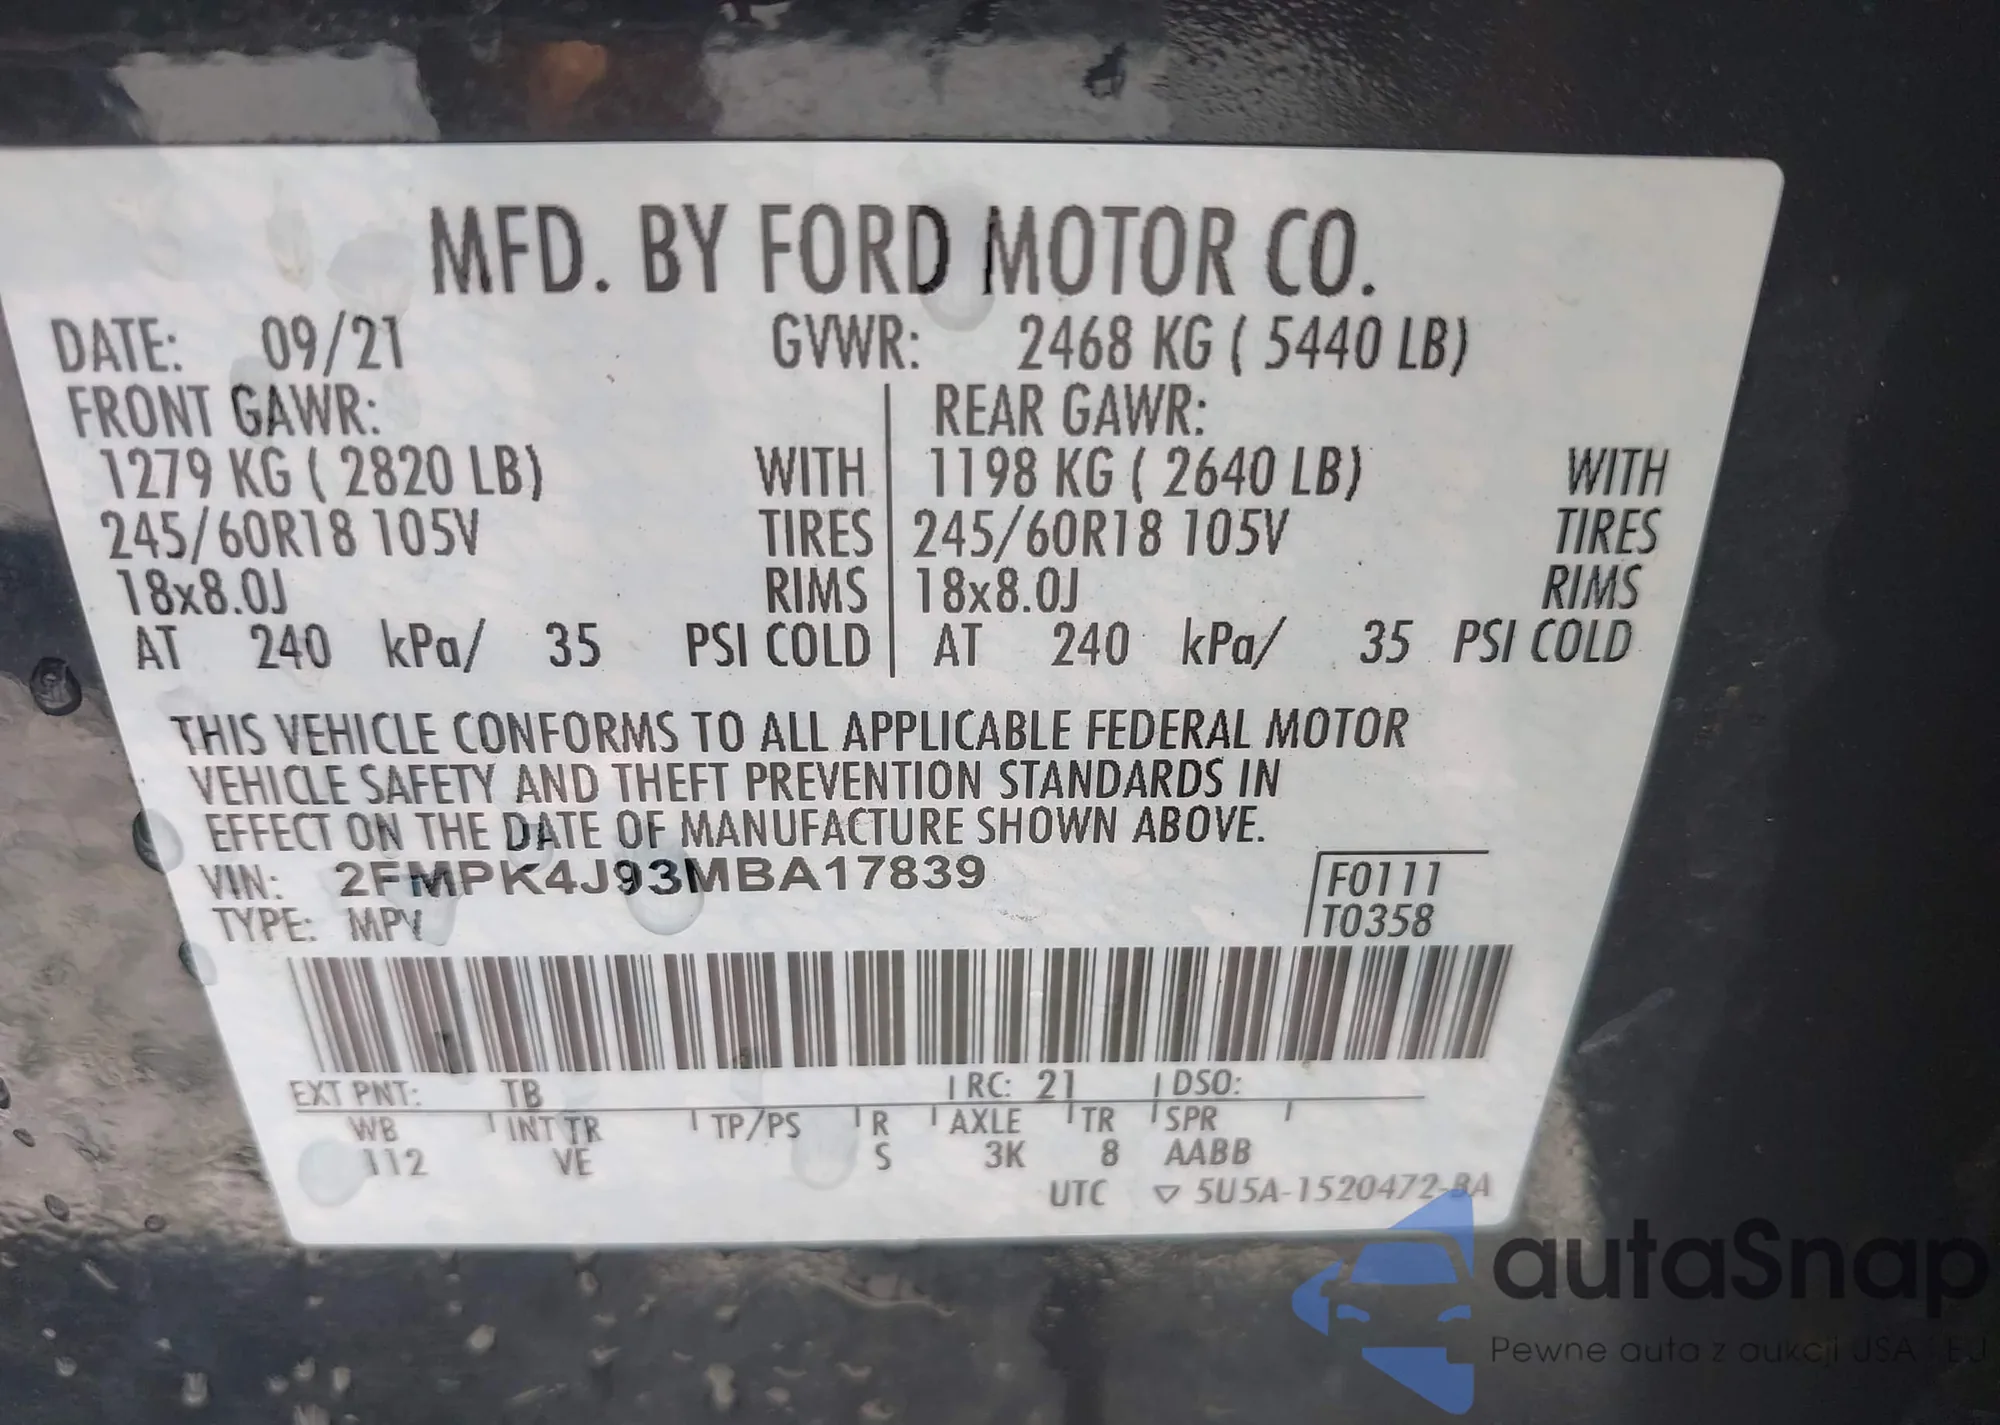 MFD. BY FORD MOTOR CO.
DATE: 09/21 GVWR: 2468 KG ( 5440 LB)
FRONT GAWR: REAR GAWR:
1279 KG ( 2820 LB) WITH 1198 KG ( 2640 LB) WITH
245/60R18 105V TIRES 245/60R18 105V TIRES
18x8.0J RIMS 18x8.0J RIMS
AT 240 kPa/ 35 PSI COLD AT 240 kPa/ 35 PSI COLD
THIS VEHICLE CONFORMS TO ALL APPLICABLE FEDERAL MOTOR
VEHICLE SAFETY AND THEFT PREVENTION STANDARDS IN
EFFECT ON THE DATE OF MANUFACTURE SHOWN ABOVE.
VIN: 2FMPK4J93MBA17839 F0111
TYPE: MPV T0358
EXT PNT: TB RC: 21 DSO:
WB INT TR TP/PS R AXLE TR SPR
112 VE S 3K 8 AABB
UTC ▽ 5U5A-1520472-BA
autaSnap
Pewne auta z aukcji USA i EU